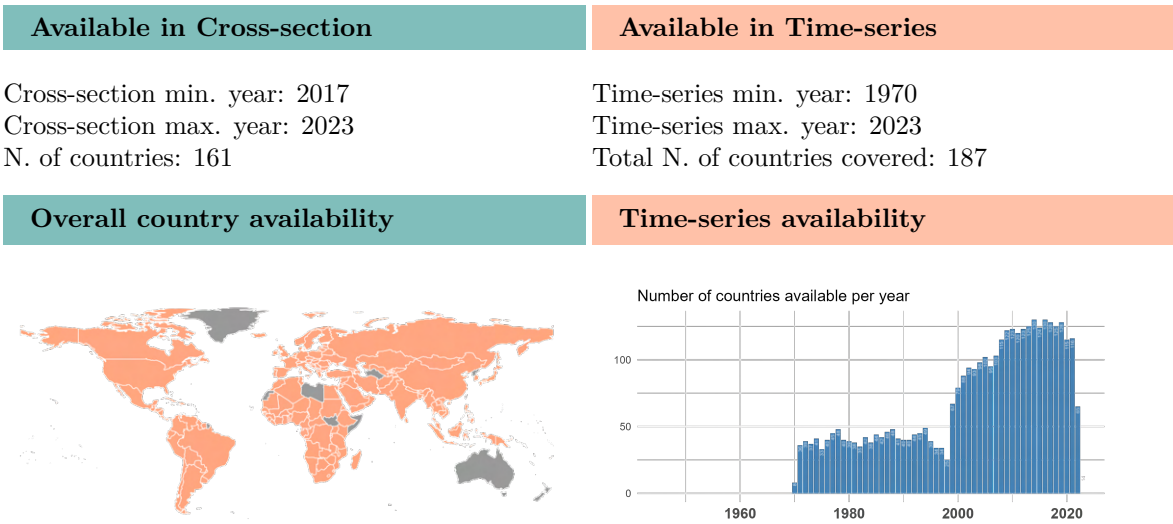 Available in Cross-section
Available in Time-series
Cross-section min. year: 2017
Cross-section max. year: 2023
N. of countries: 161
Time-series min. year: 1970
Time-series max. year: 2023
Total N. of countries covered: 187
Overall country availability
Time-series availability
Number of countries available per year
100
50
0
1960
1980
2000
2020